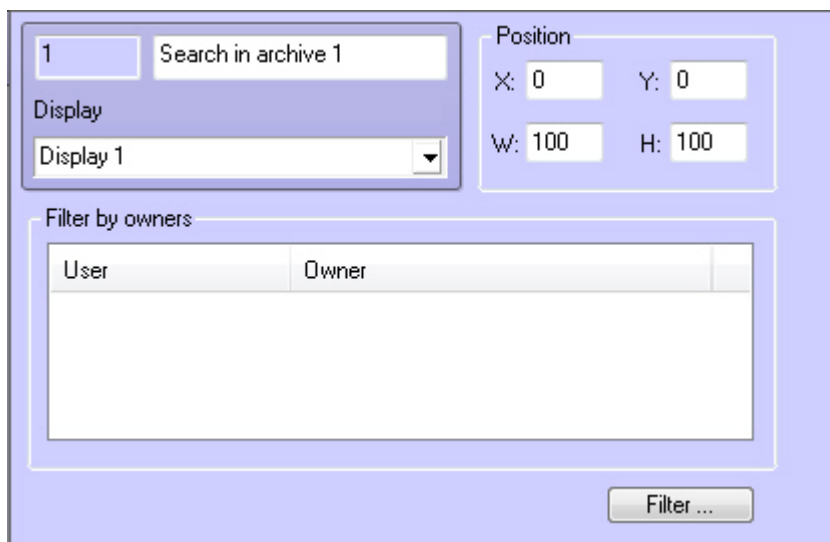 1
Search in archive 1
Display
Display 1
Position
X: 0 Y: 0
W: 100 H: 100
Filter by owners
User Owner
Filter ...